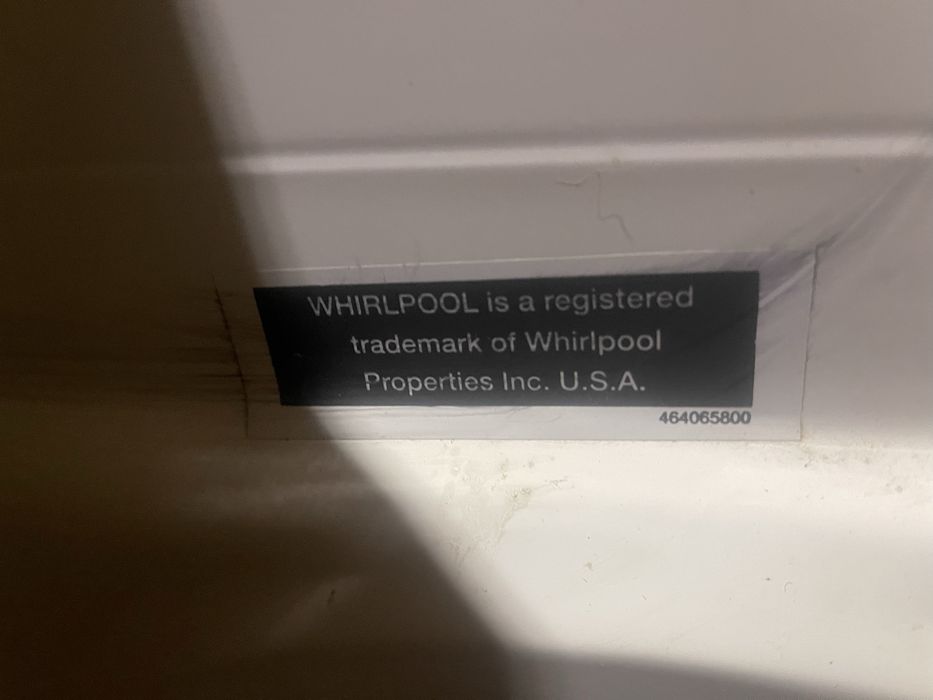 WHIRLPOOL is a registered
trademark of Whirlpool
Properties Inc. U.S.A.
464065800